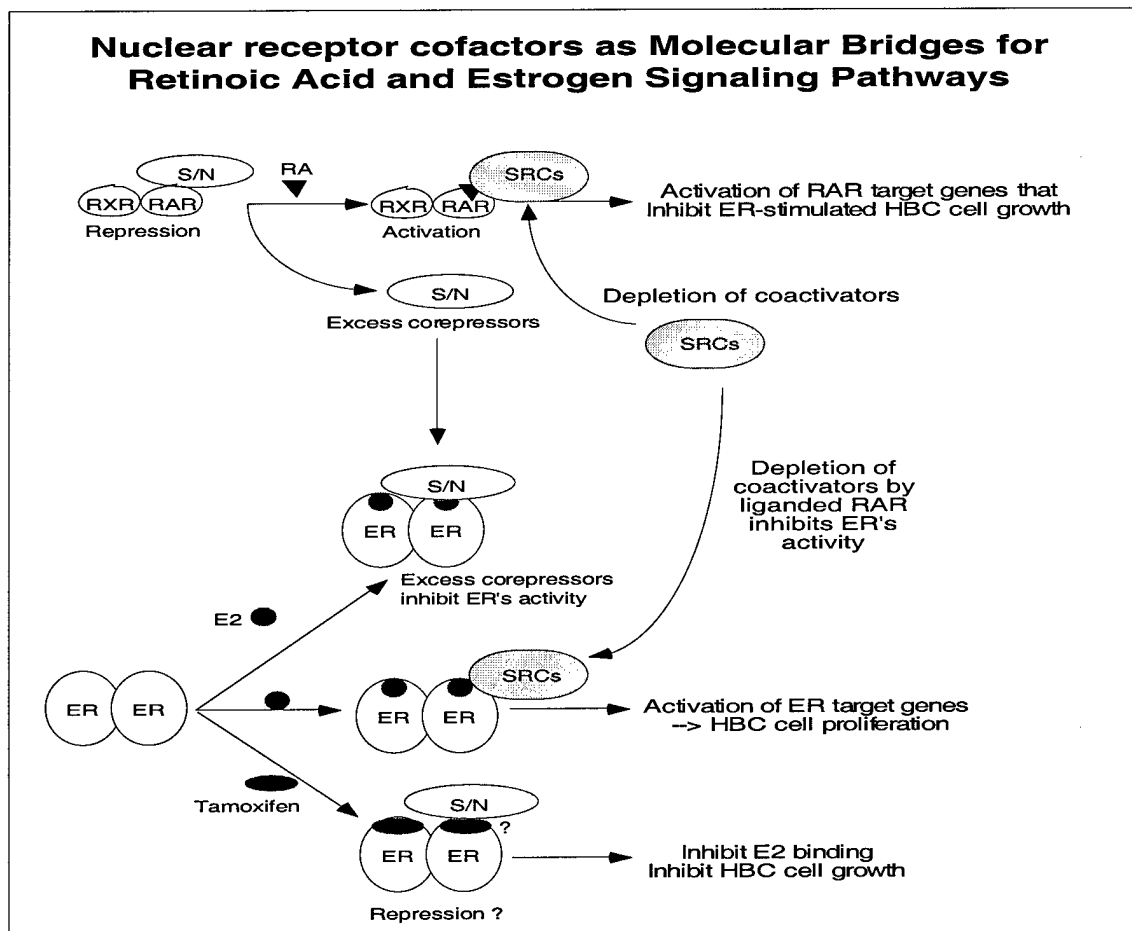 Nuclear receptor cofactors as Molecular Bridges for
Retinoic Acid and Estrogen Signaling Pathways
S/N
RXR RAR
Repression
RA
SRCs
RXR RAR
Activation
Activation of RAR target genes that
Inhibit ER-stimulated HBC cell growth
S/N
Excess corepressors
Depletion of coactivators
SRCs
Depletion of
coactivators by
liganded RAR
inhibits ER's
activity
S/N
ER ER
Excess corepressors
inhibit ER's activity
E2
SRCs
ER ER
ER ER
Activation of ER target genes
--> HBC cell proliferation
Tamoxifen
S/N
?
ER ER
Repression ?
Inhibit E2 binding
Inhibit HBC cell growth